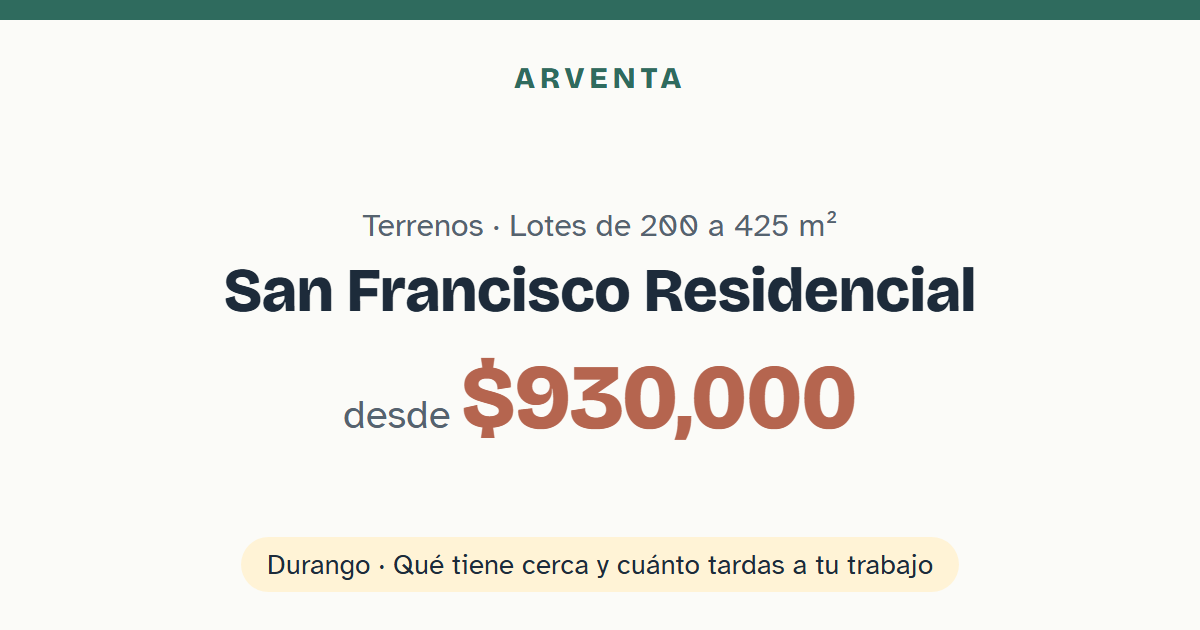 ARVENTA
Terrenos · Lotes de 200 a 425 m²
San Francisco Residencial
desde $930,000
Durango · Qué tiene cerca y cuánto tardas a tu trabajo